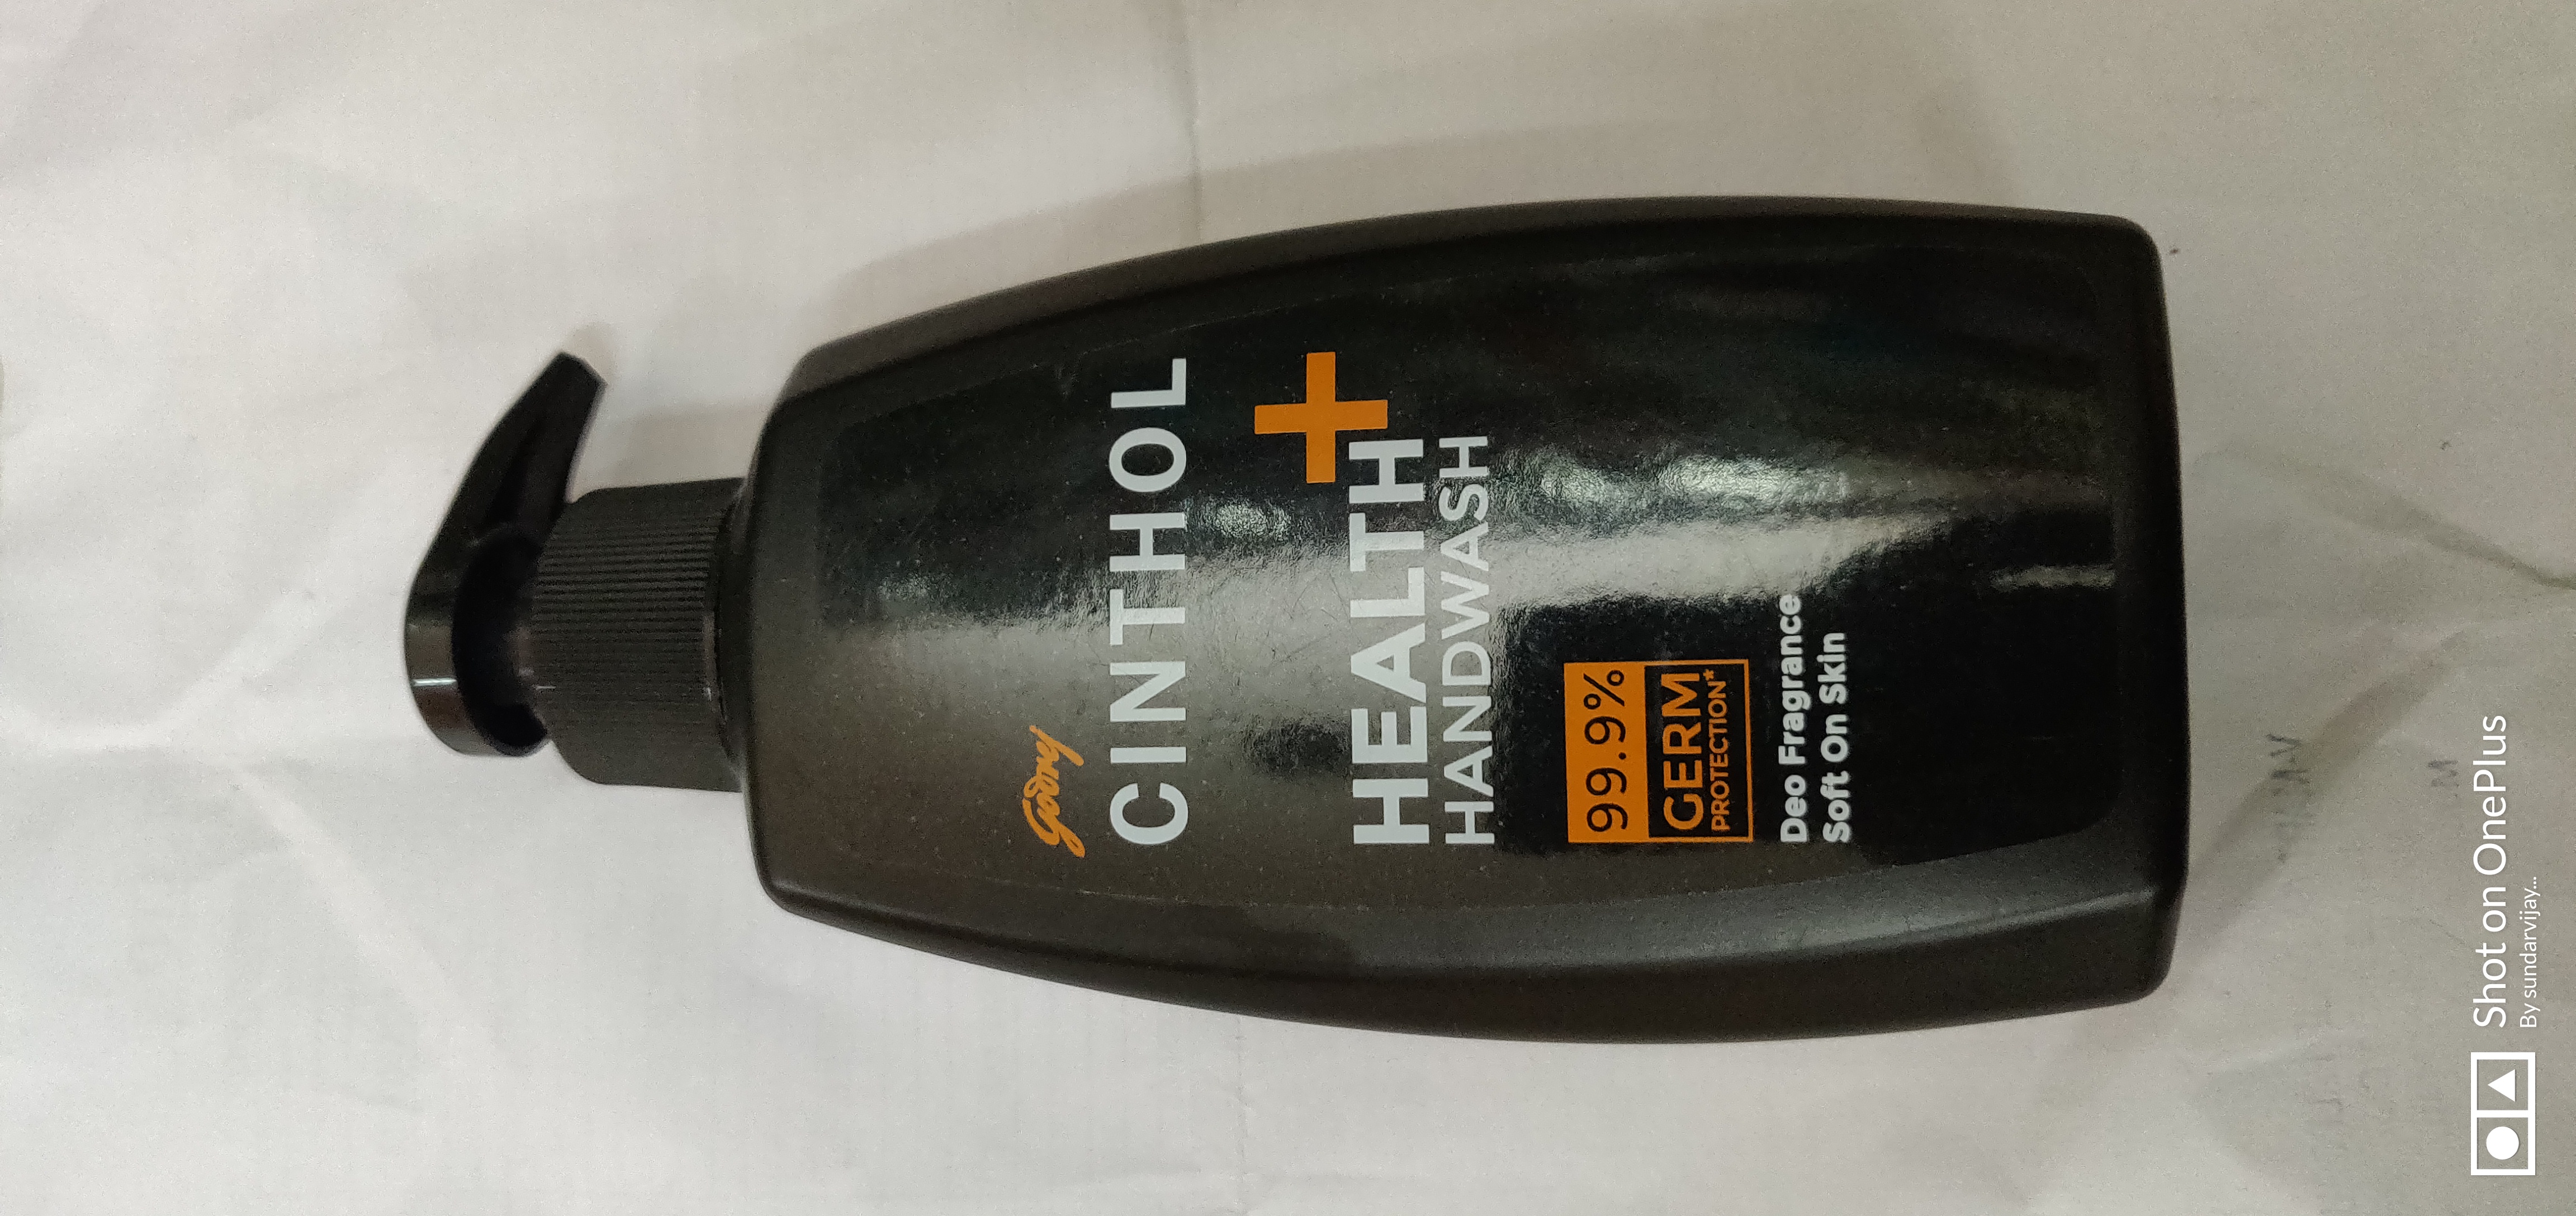 Godrej
CINTHOL
HEALTH+
HANDWASH
99.9%
GERM
PROTECTION*
Deo Fragrance
Soft On Skin
Shot on OnePlus
By sundarvijay...